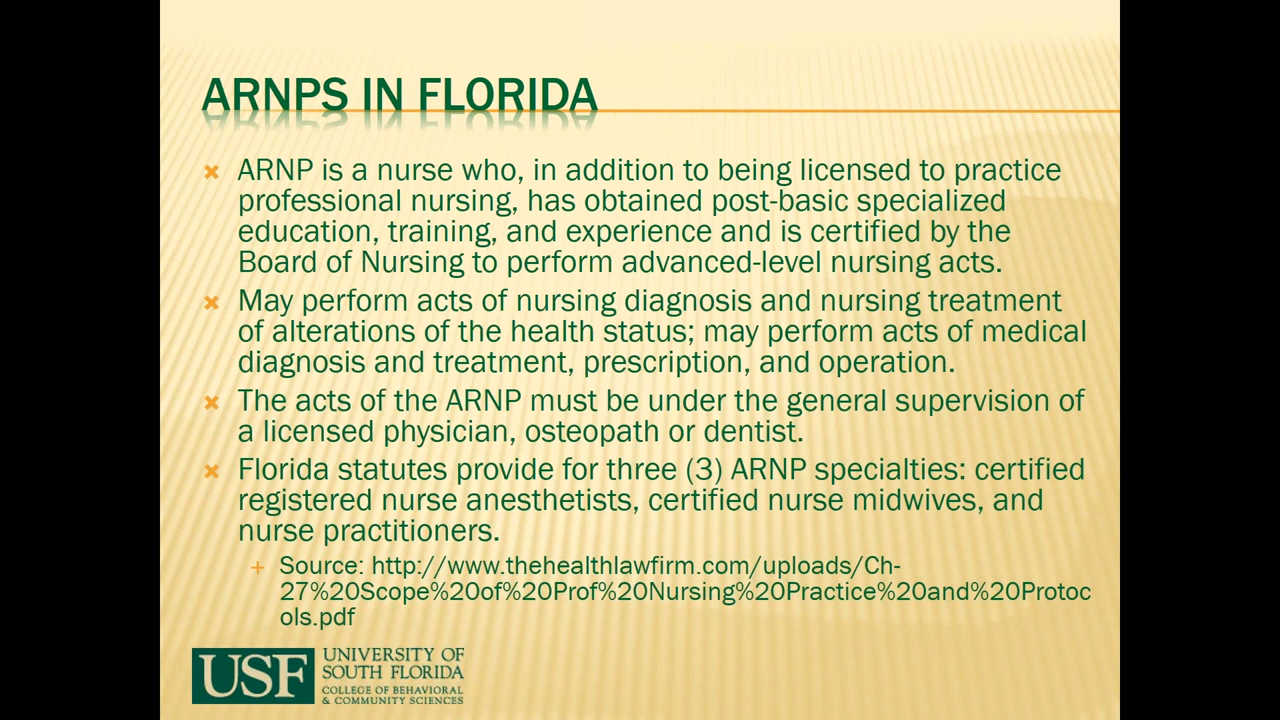 ARNPS IN FLORIDA
ARNP is a nurse who, in addition to being licensed to practice
professional nursing, has obtained post-basic specialized
education, training, and experience and is certified by the
Board of Nursing to perform advanced-level nursing acts.
May perform acts of nursing diagnosis and nursing treatment
of alterations of the health status; may perform acts of medical
diagnosis and treatment, prescription, and operation.
The acts of the ARNP must be under the general supervision of
a licensed physician, osteopath or dentist.
Florida statutes provide for three (3) ARNP specialties: certified
registered nurse anesthetists, certified nurse midwives, and
nurse practitioners.
Source: http://www.thehealthlawfirm.com/uploads/Ch-
27%20Scope%20of%20Prof%20Nursing%20Practice%20and%20Protoc
ols.pdf
USF
UNIVERSITY OF
SOUTH FLORIDA
COLLEGE OF BEHAVIORAL
& COMMUNITY SCIENCES